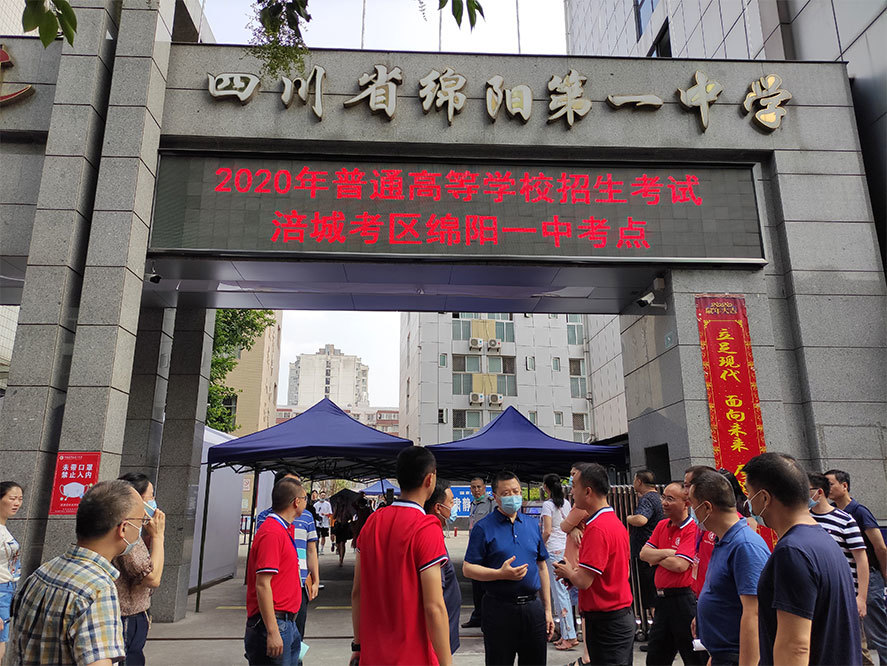 四川省绵阳第一中学
2020年普通高等学校招生考试
涪城考区绵阳一中考点
立足现代 面向未来
未带口罩
禁止入内